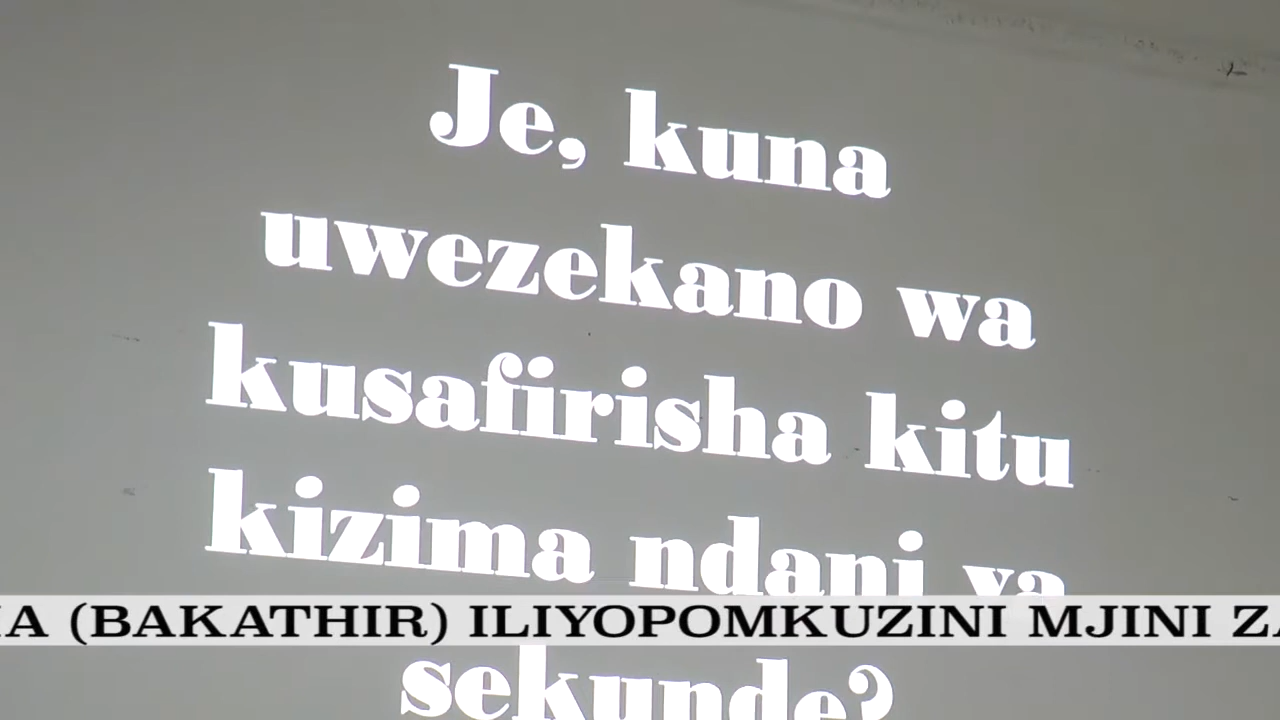 Je, kuna
uwezekano wa
kusafirisha kitu
kizima ndani ya
(BAKATHIR) ILIYOPOMKUZINI MJINI
sekunde?